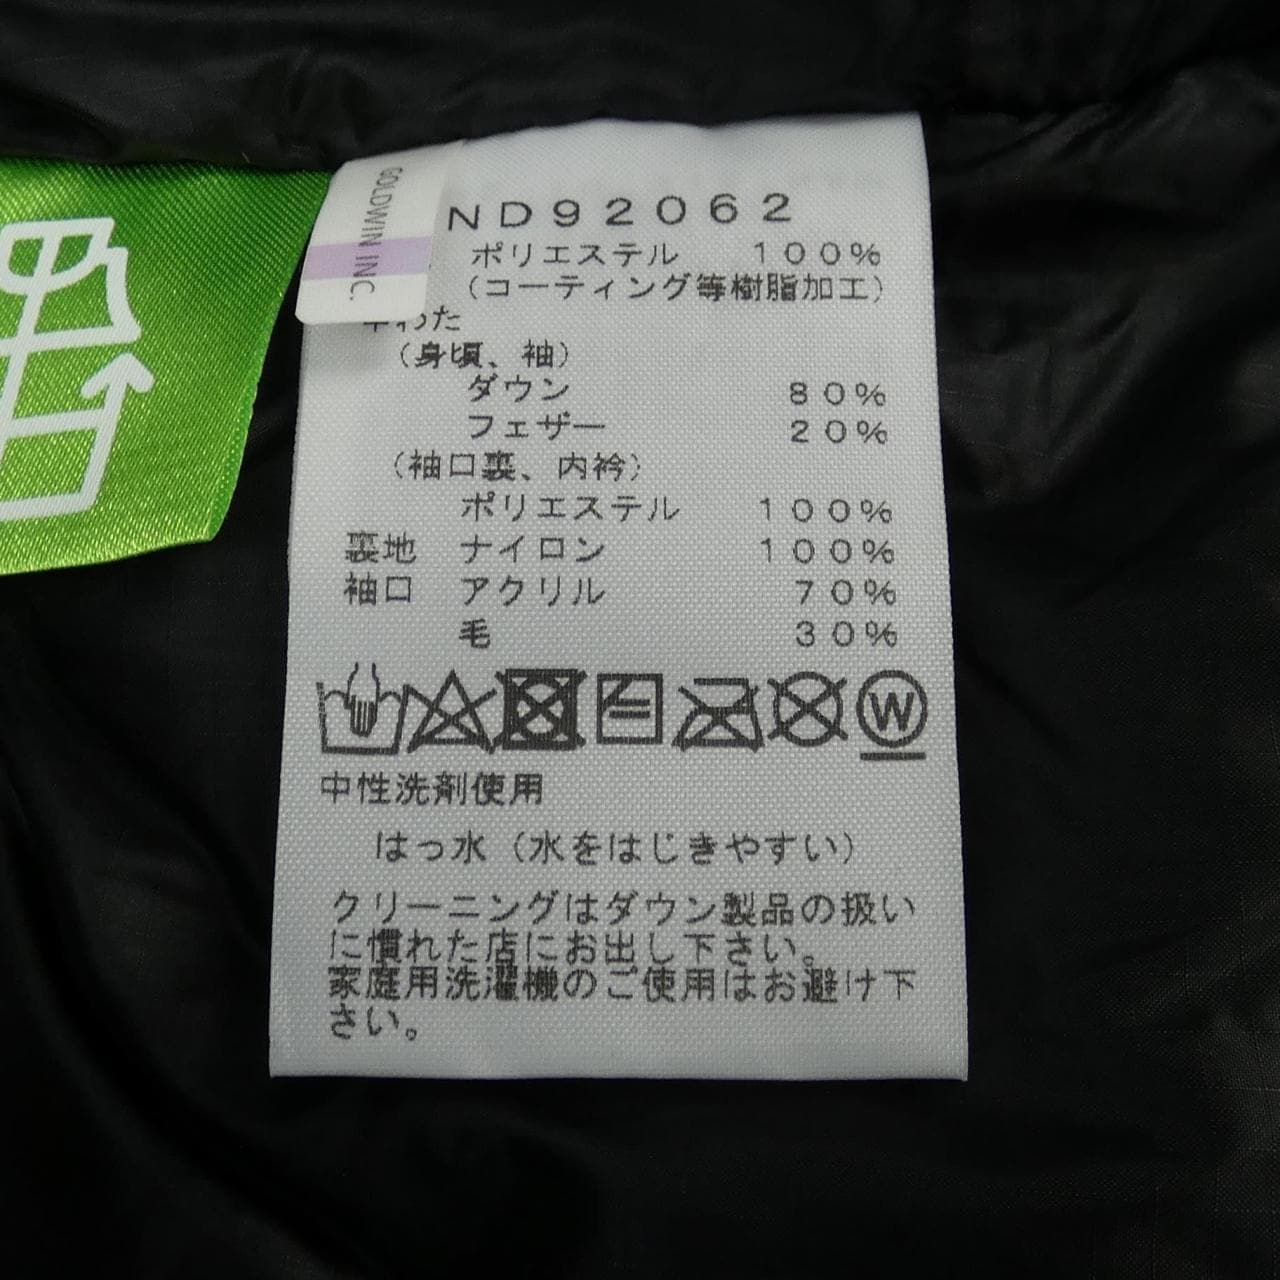 GOLDWIN INC.
ND92062
ポリエステル 100%
(コーティング等樹脂加工)
中わた
(身頃、袖)
ダウン 80%
フェザー 20%
(袖口裏、内衿)
ポリエステル 100%
裏地 ナイロン 100%
袖口 アクリル 70%
毛 30%
W
中性洗剤使用
はっ水(水をはじきやすい)
クリーニングはダウン製品の扱い
に慣れた店にお出し下さい。
家庭用洗濯機のご使用はお避け下
さい。